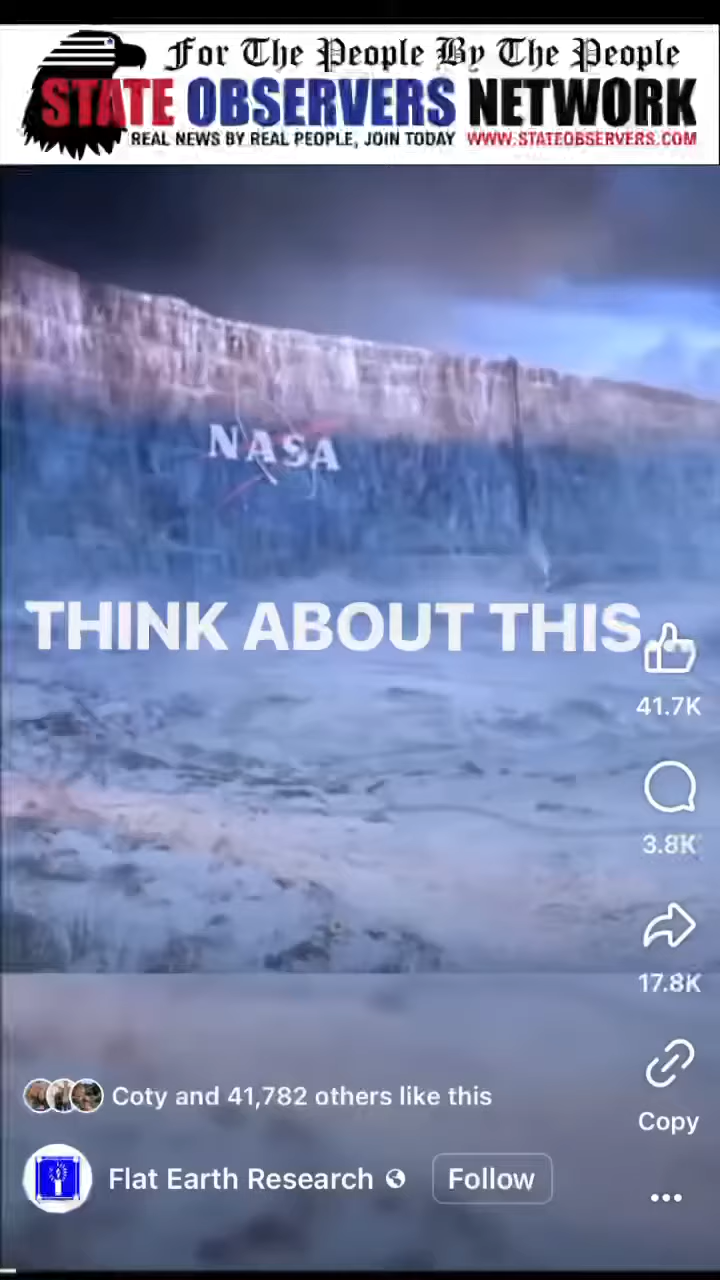 For The People By The People
STATE OBSERVERS NETWORK
REAL NEWS BY REAL PEOPLE, JOIN TODAY WWW.STATEOBSERVERS.COM
NASA
THINK ABOUT THIS
41.7K
3.8K
17.8K
Coty and 41,782 others like this
Copy
Flat Earth Research
Follow